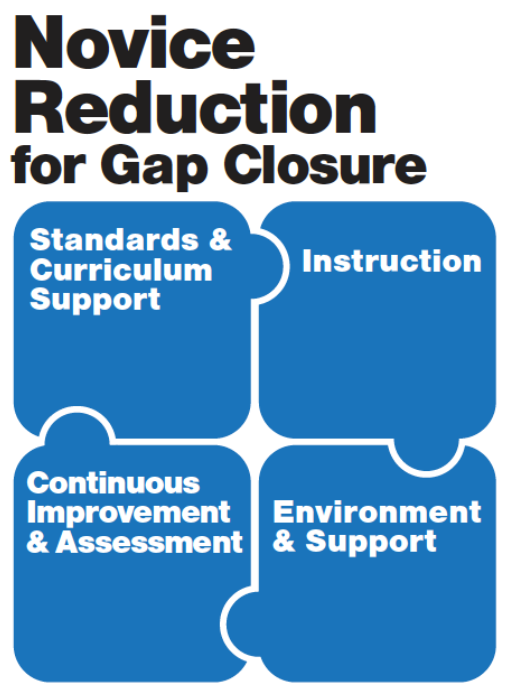 Novice
Reduction
for Gap Closure
Standards &
Curriculum
Support
Instruction
Continuous
Improvement
& Assessment
Environment
& Support